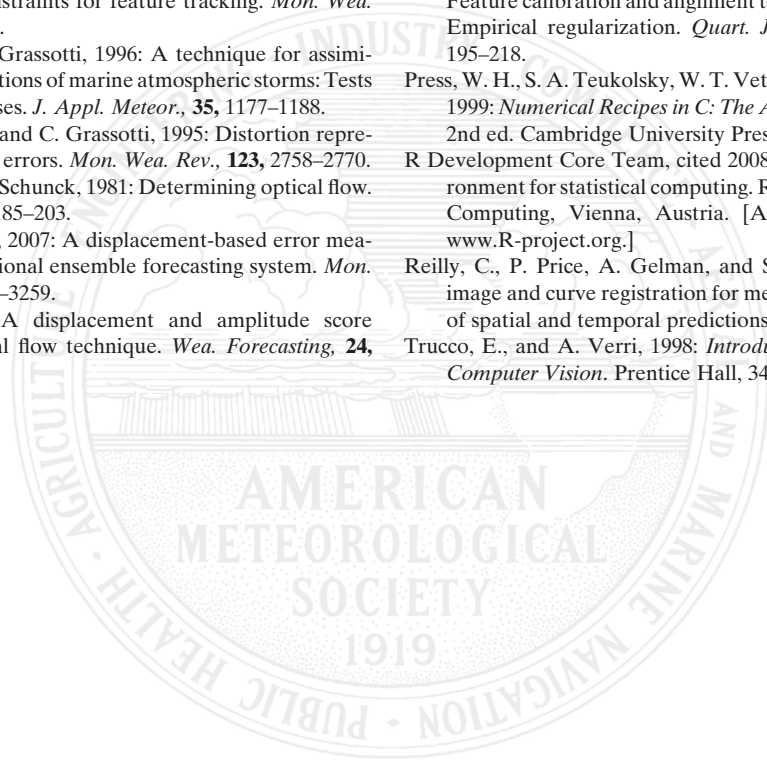 straints for feature tracking. Mon. Wea.
.
Grassotti, 1996: A technique for assimi-
tions of marine atmospheric storms: Tests
ses. J. Appl. Meteor., 35, 1177–1188.
and C. Grassotti, 1995: Distortion repre-
errors. Mon. Wea. Rev., 123, 2758–2770.
Schunck, 1981: Determining optical flow.
85–203.
, 2007: A displacement-based error mea-
ional ensemble forecasting system. Mon.
–3259.
A displacement and amplitude score
l flow technique. Wea. Forecasting, 24,
Feature calibration and alignment t
Empirical regularization. Quart. J
195–218.
Press, W. H., S. A. Teukolsky, W. T. Vet
1999: Numerical Recipes in C: The A
2nd ed. Cambridge University Pres
R Development Core Team, cited 2008
ronment for statistical computing. R
Computing, Vienna, Austria. [A
www.R-project.org.]
Reilly, C., P. Price, A. Gelman, and S
image and curve registration for me
of spatial and temporal predictions
Trucco, E., and A. Verri, 1998: Introdu
Computer Vision. Prentice Hall, 34
AMERICAN
METEOROLOGICAL
SOCIETY
1919
AGRICULTURE · ENGINEERING · INDUSTRY · COMMERCE · ART AND MARINE NAVIGATION · PUBLIC HEALTH ·